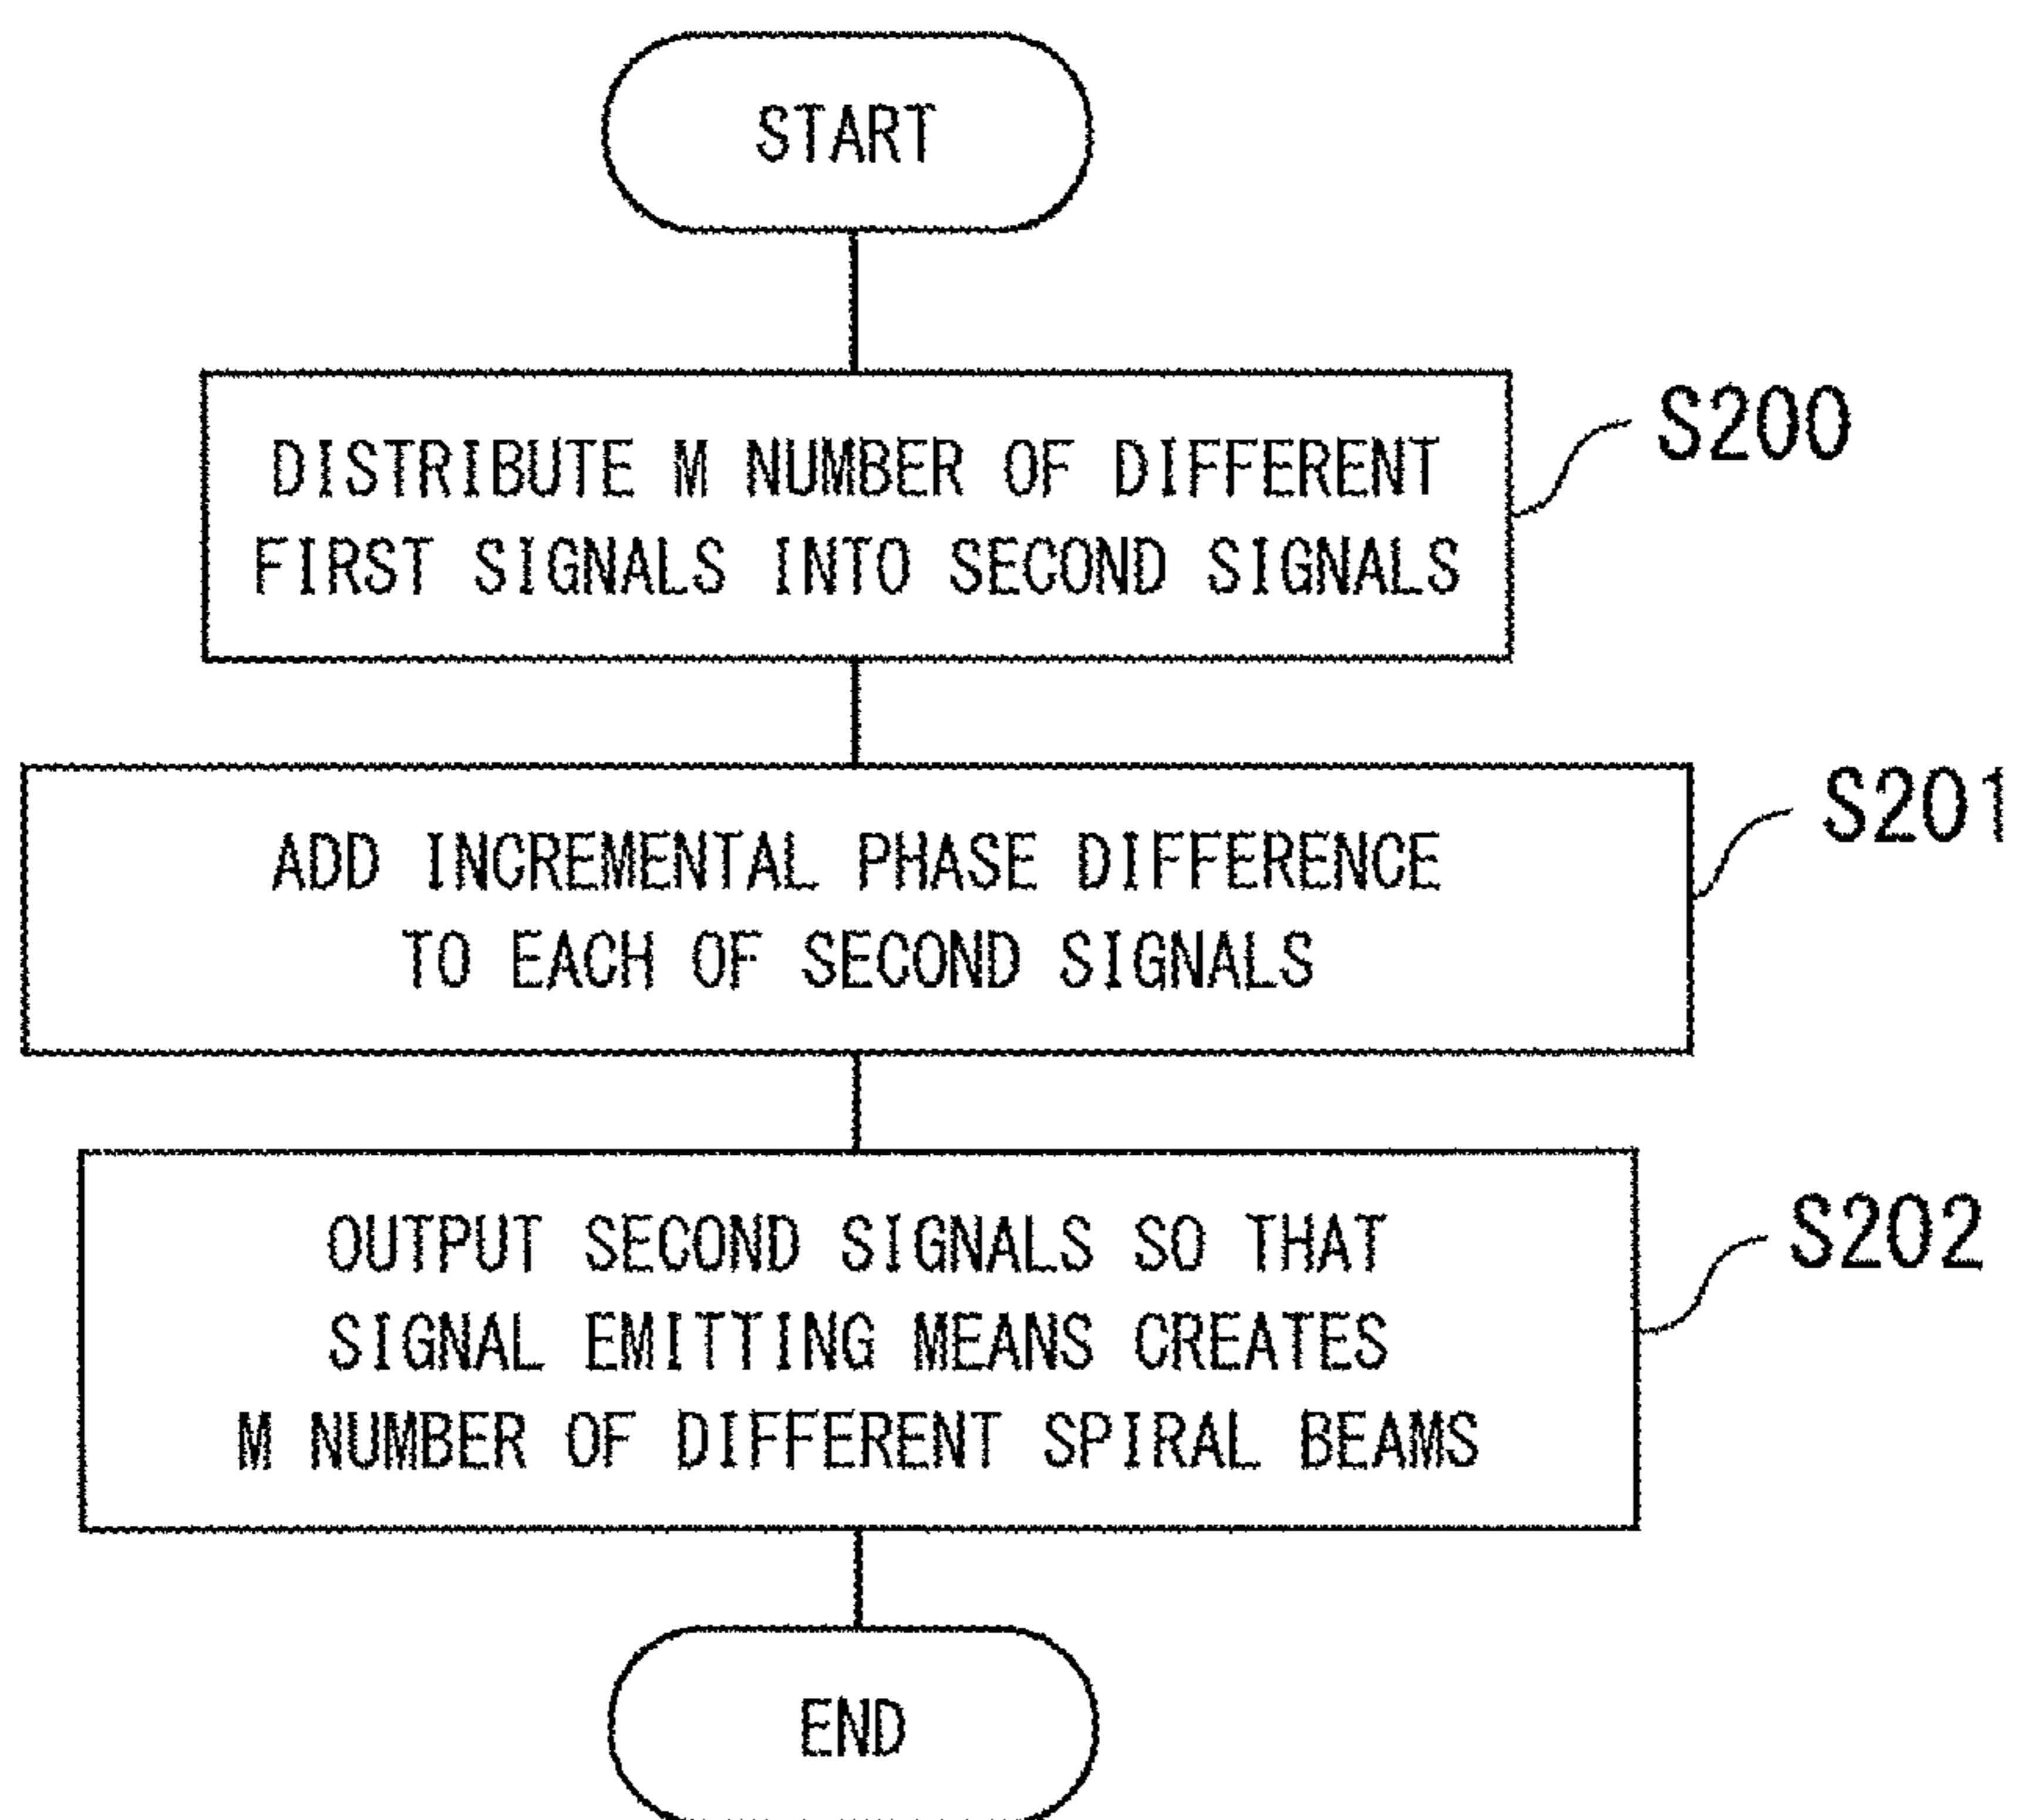 START
DISTRIBUTE M NUMBER OF DIFFERENT
FIRST SIGNALS INTO SECOND SIGNALS
S200
ADD INCREMENTAL PHASE DIFFERENCE
TO EACH OF SECOND SIGNALS
S201
OUTPUT SECOND SIGNALS SO THAT
SIGNAL EMITTING MEANS CREATES
M NUMBER OF DIFFERENT SPIRAL BEAMS
S202
END